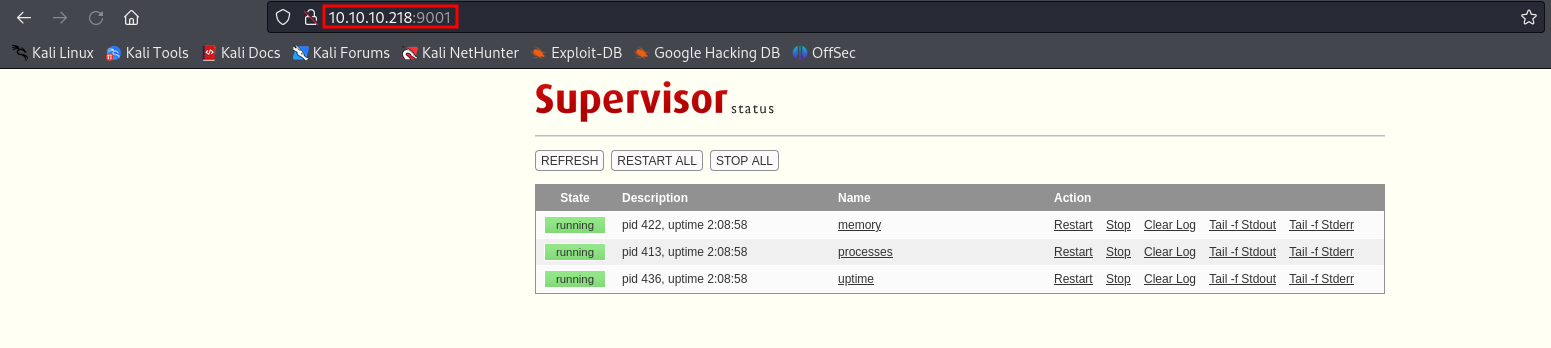 10.10.10.218:9001
Kali Linux Kali Tools Kali Docs Kali Forums Kali NetHunter Exploit-DB Google Hacking DB OffSec
Supervisor status
REFRESH RESTART ALL STOP ALL
State Description Name Action
running pid 422, uptime 2:08:58 memory Restart Stop Clear Log Tail -f Stdout Tail -f Stderr
running pid 413, uptime 2:08:58 processes Restart Stop Clear Log Tail -f Stdout Tail -f Stderr
running pid 436, uptime 2:08:58 uptime Restart Stop Clear Log Tail -f Stdout Tail -f Stderr